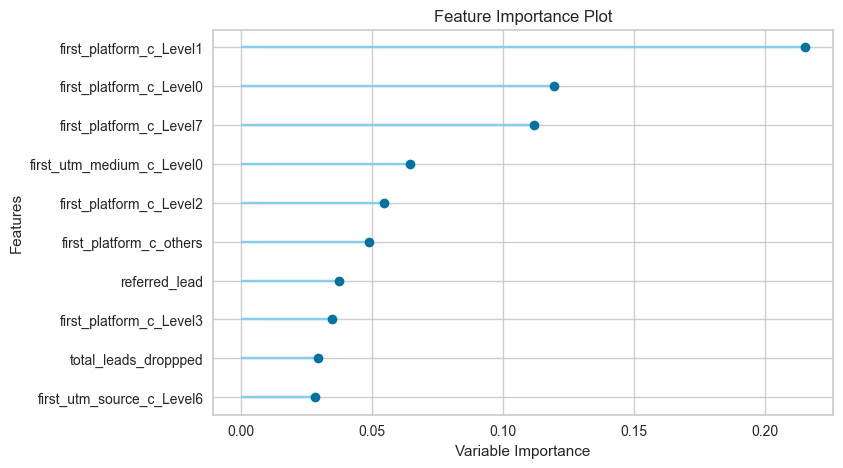 Feature Importance Plot
Features
first_platform_c_Level1
first_platform_c_Level0
first_platform_c_Level7
first_utm_medium_c_Level0
first_platform_c_Level2
first_platform_c_others
referred_lead
first_platform_c_Level3
total_leads_droppped
first_utm_source_c_Level6
0.00 0.05 0.10 0.15 0.20
Variable Importance